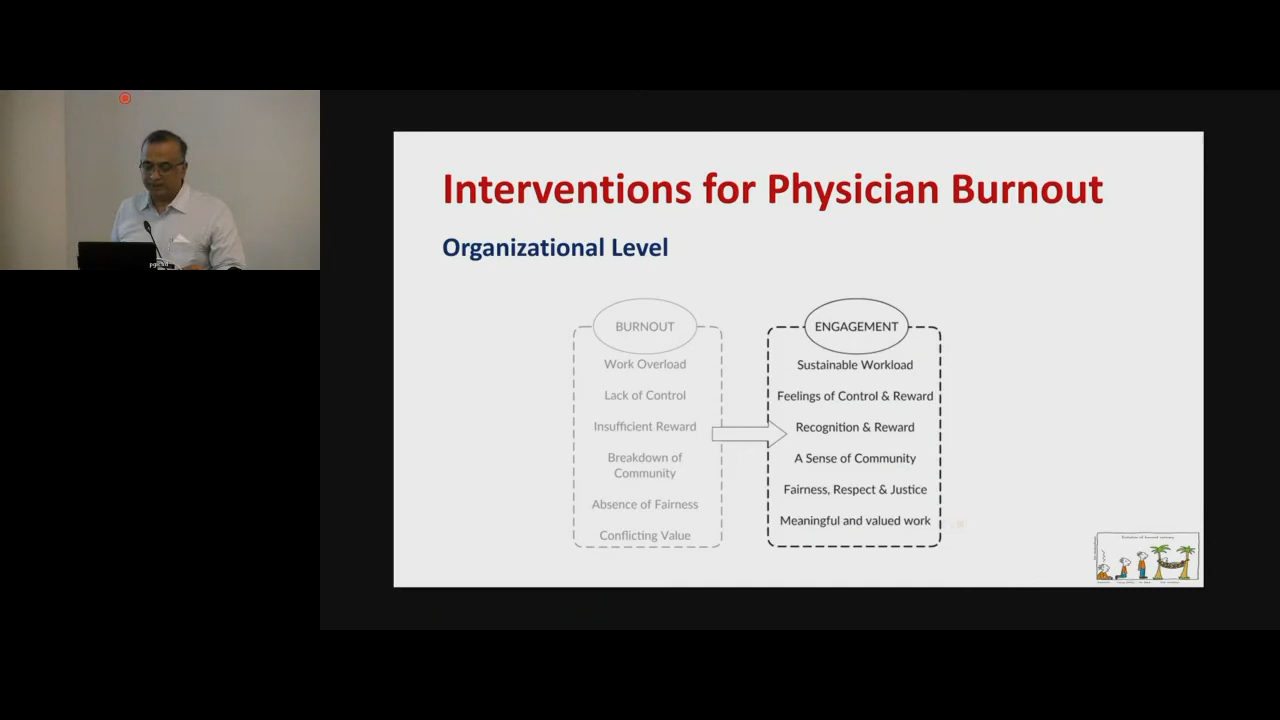 Interventions for Physician Burnout
Organizational Level
BURNOUT
Work Overload
Lack of Control
Insufficient Reward
Breakdown of
Community
Absence of Fairness
Conflicting Value
ENGAGEMENT
Sustainable Workload
Feelings of Control & Reward
Recognition & Reward
A Sense of Community
Fairness, Respect & Justice
Meaningful and valued work